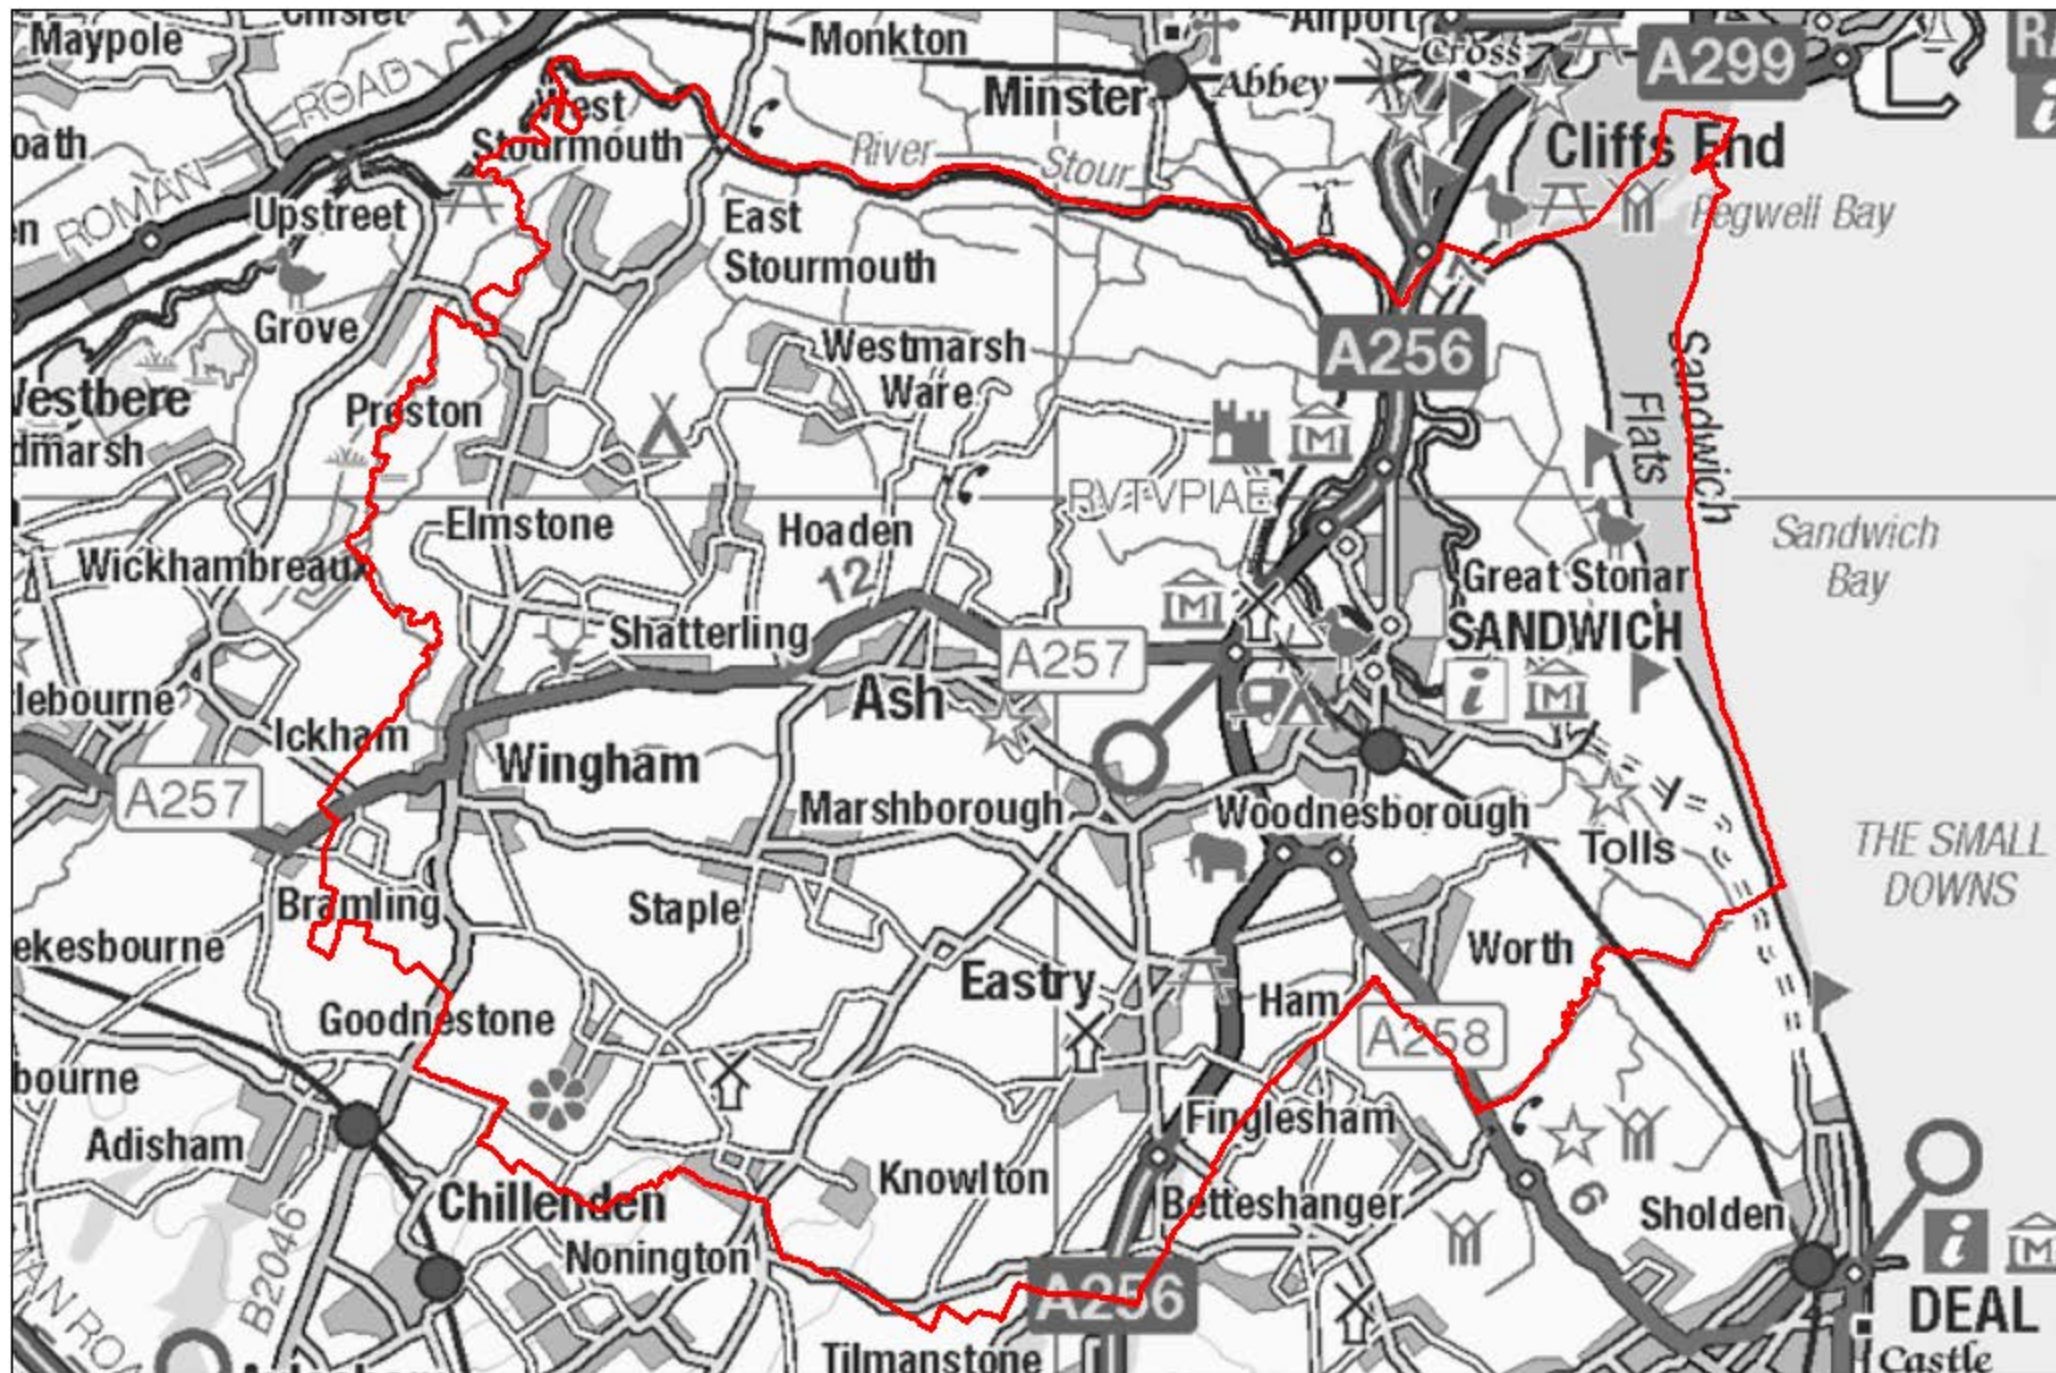 Maypole
Monkton
Airport
Cross
A299
ROAD
West
Stourmouth
Minster
Abbey
Cliffs End
ROMAN
Upstreet
River Stour
East
Stourmouth
Pegwell Bay
Grove
Westmarsh
Ware
A256
Sandwich
Flats
Preston
RVTVPIAE
Elmstone
Hoaden
Sandwich
Bay
Wickhambreaux
12
Great Stonar
SANDWICH
Shatterling
A257
Ash
Ickham
Wingham
A257
Marshborough
Woodnesborough
Tolls
THE SMALL
DOWNS
Bramling
Staple
Worth
Eastry
Ham
Goodnestone
A258
bourne
Adisham
Finglesham
Knowlton
Betteshanger
Chillenden
6
Sholden
B2046
Nonington
A256
DEAL
Tilmanstone
Castle